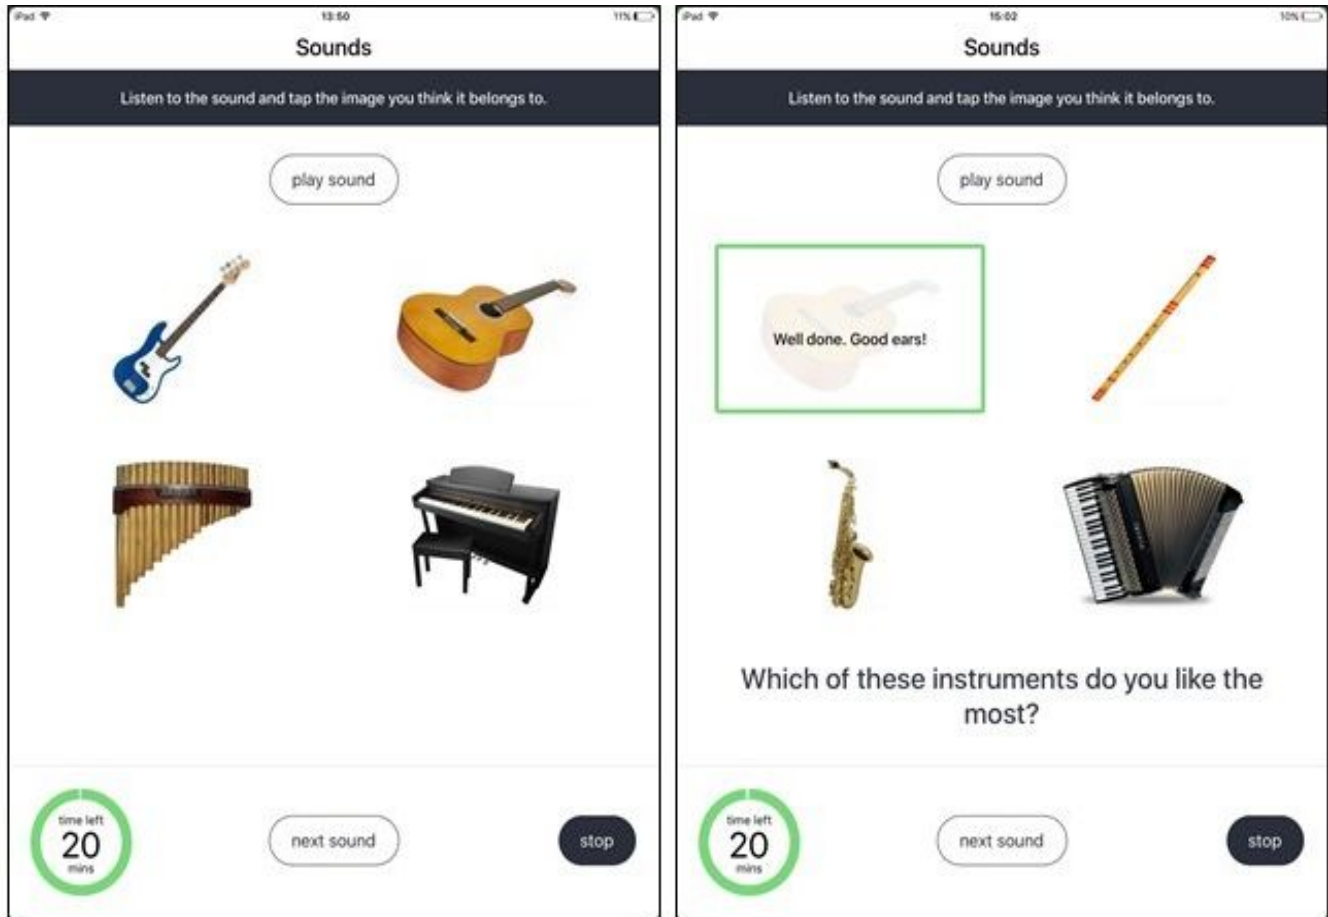 iPad 13:50 11%
Sounds
Listen to the sound and tap the image you think it belongs to.
play sound
time left
20
mins
next sound
stop
iPad 15:02 10%
Sounds
Listen to the sound and tap the image you think it belongs to.
play sound
Well done. Good ears!
Which of these instruments do you like the
most?
time left
20
mins
next sound
stop